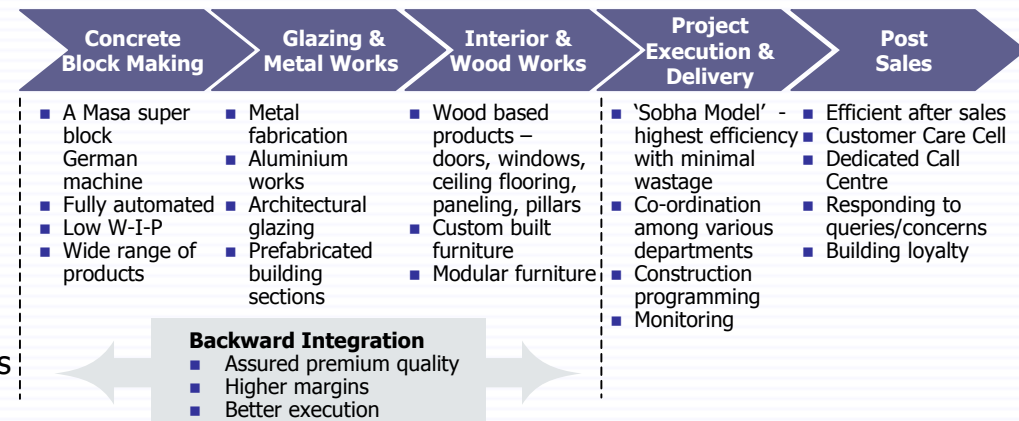 Concrete
Block Making
Glazing &
Metal Works
Interior &
Wood Works
Project
Execution &
Delivery
Post
Sales
A Masa super
block
German
machine
Fully automated
Low W-I-P
Wide range of
products
Metal
fabrication
Aluminium
works
Architectural
glazing
Prefabricated
building
sections
Wood based
products –
doors, windows,
ceiling flooring,
paneling, pillars
Custom built
furniture
Modular furniture
‘Sobha Model’ -
highest efficiency
with minimal
wastage
Co-ordination
among various
departments
Construction
programming
Monitoring
Efficient after sales
Customer Care Cell
Dedicated Call
Centre
Responding to
queries/concerns
Building loyalty
s
Backward Integration
Assured premium quality
Higher margins
Better execution